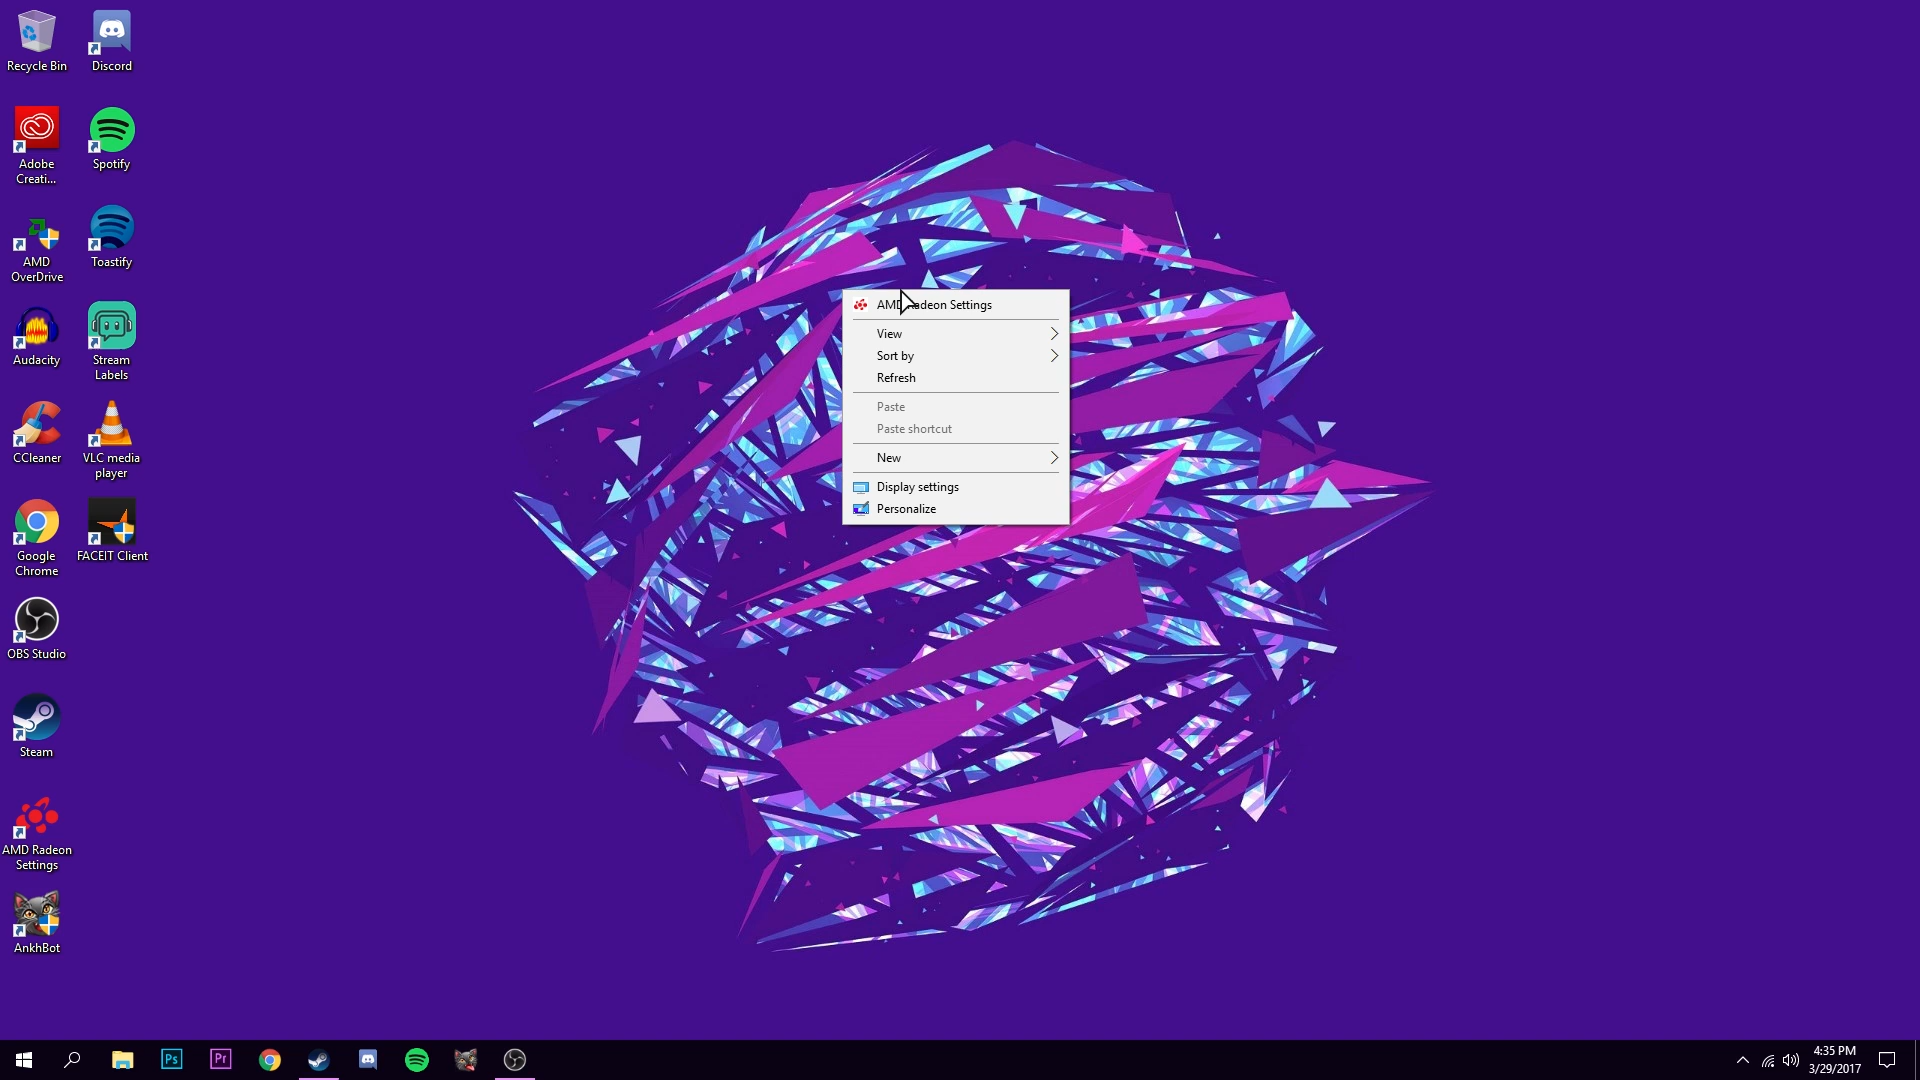 Recycle Bin
Discord
Adobe
Creati...
Spotify
AMD
OverDrive
Toastify
Audacity
Stream
Labels
CCleaner
VLC media
player
Google
Chrome
FACEIT Client
OBS Studio
Steam
AMD Radeon
Settings
AnkhBot
AMD Radeon Settings
View
Sort by
Refresh
Paste
Paste shortcut
New
Display settings
Personalize
Ps
Pr
4:35 PM
3/29/2017